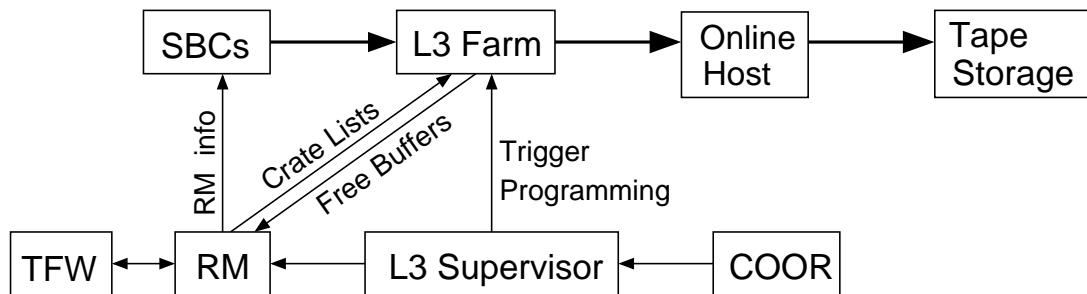 SBCs
L3 Farm
Online
Host
Tape
Storage
RM info
Crate Lists
Free Buffers
Trigger
Programming
TFW
RM
L3 Supervisor
COOR